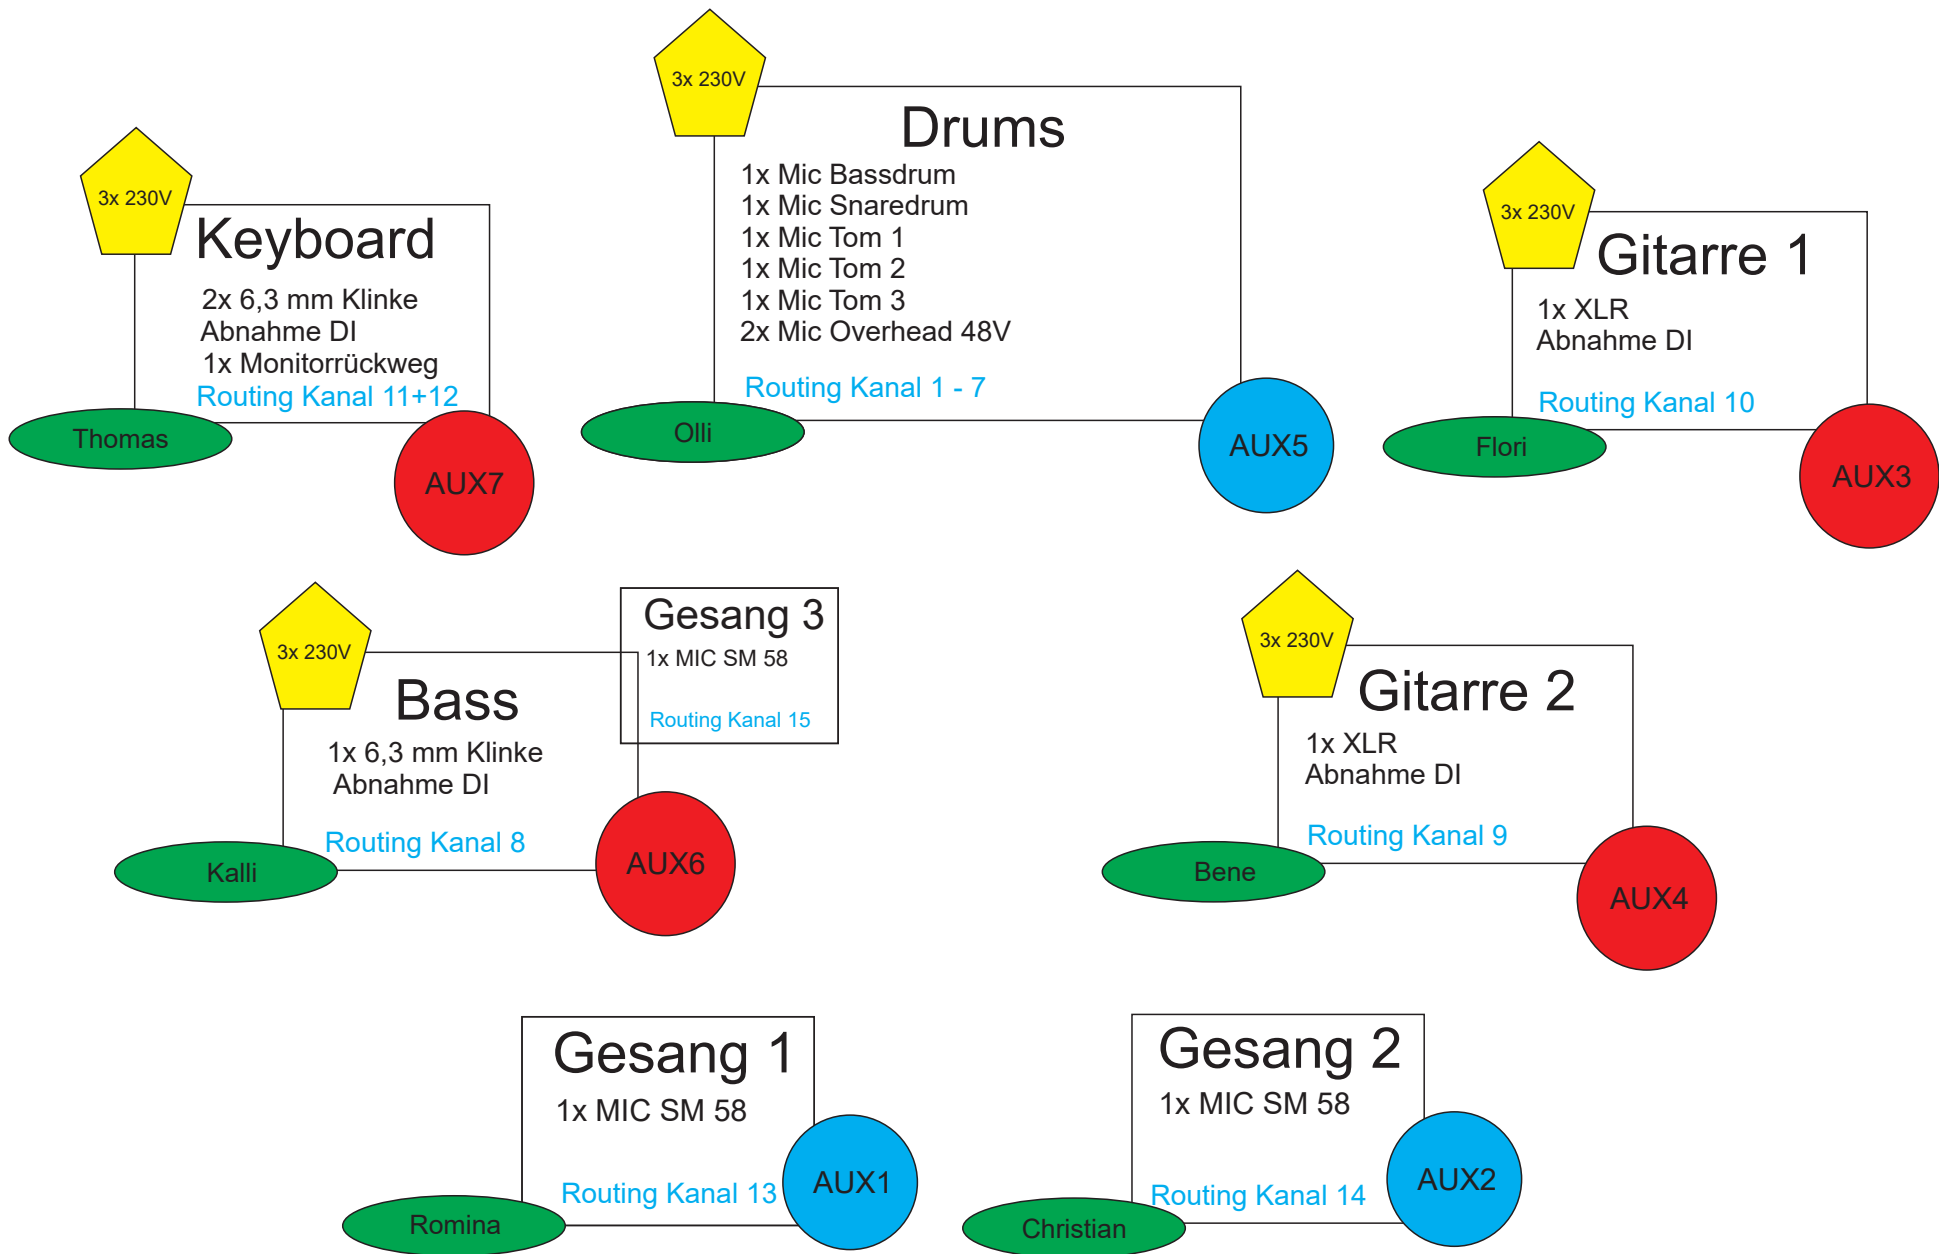 3x 230V
Drums
1x Mic Bassdrum
1x Mic Snaredrum
1x Mic Tom 1
1x Mic Tom 2
1x Mic Tom 3
2x Mic Overhead 48V
Routing Kanal 1 - 7
Olli
AUX5
3x 230V
Keyboard
2x 6,3 mm Klinke
Abnahme DI
1x Monitorrückweg
Routing Kanal 11+12
Thomas
AUX7
3x 230V
Gitarre 1
1x XLR
Abnahme DI
Routing Kanal 10
Flori
AUX3
3x 230V
Bass
1x 6,3 mm Klinke
Abnahme DI
Routing Kanal 8
Kalli
AUX6
Gesang 3
1x MIC SM 58
Routing Kanal 15
3x 230V
Gitarre 2
1x XLR
Abnahme DI
Routing Kanal 9
Bene
AUX4
Gesang 1
1x MIC SM 58
Routing Kanal 13
Romina
AUX1
Gesang 2
1x MIC SM 58
Routing Kanal 14
Christian
AUX2